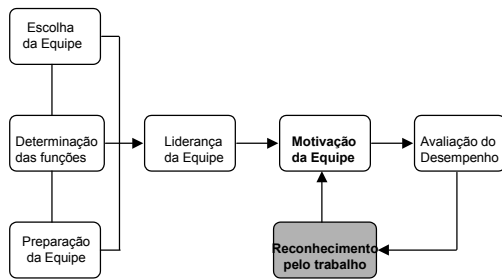 Escolha
da Equipe
Determinação
das funções
Liderança
da Equipe
Motivação
da Equipe
Avaliação do
Desempenho
Preparação
da Equipe
Reconhecimento
pelo trabalho